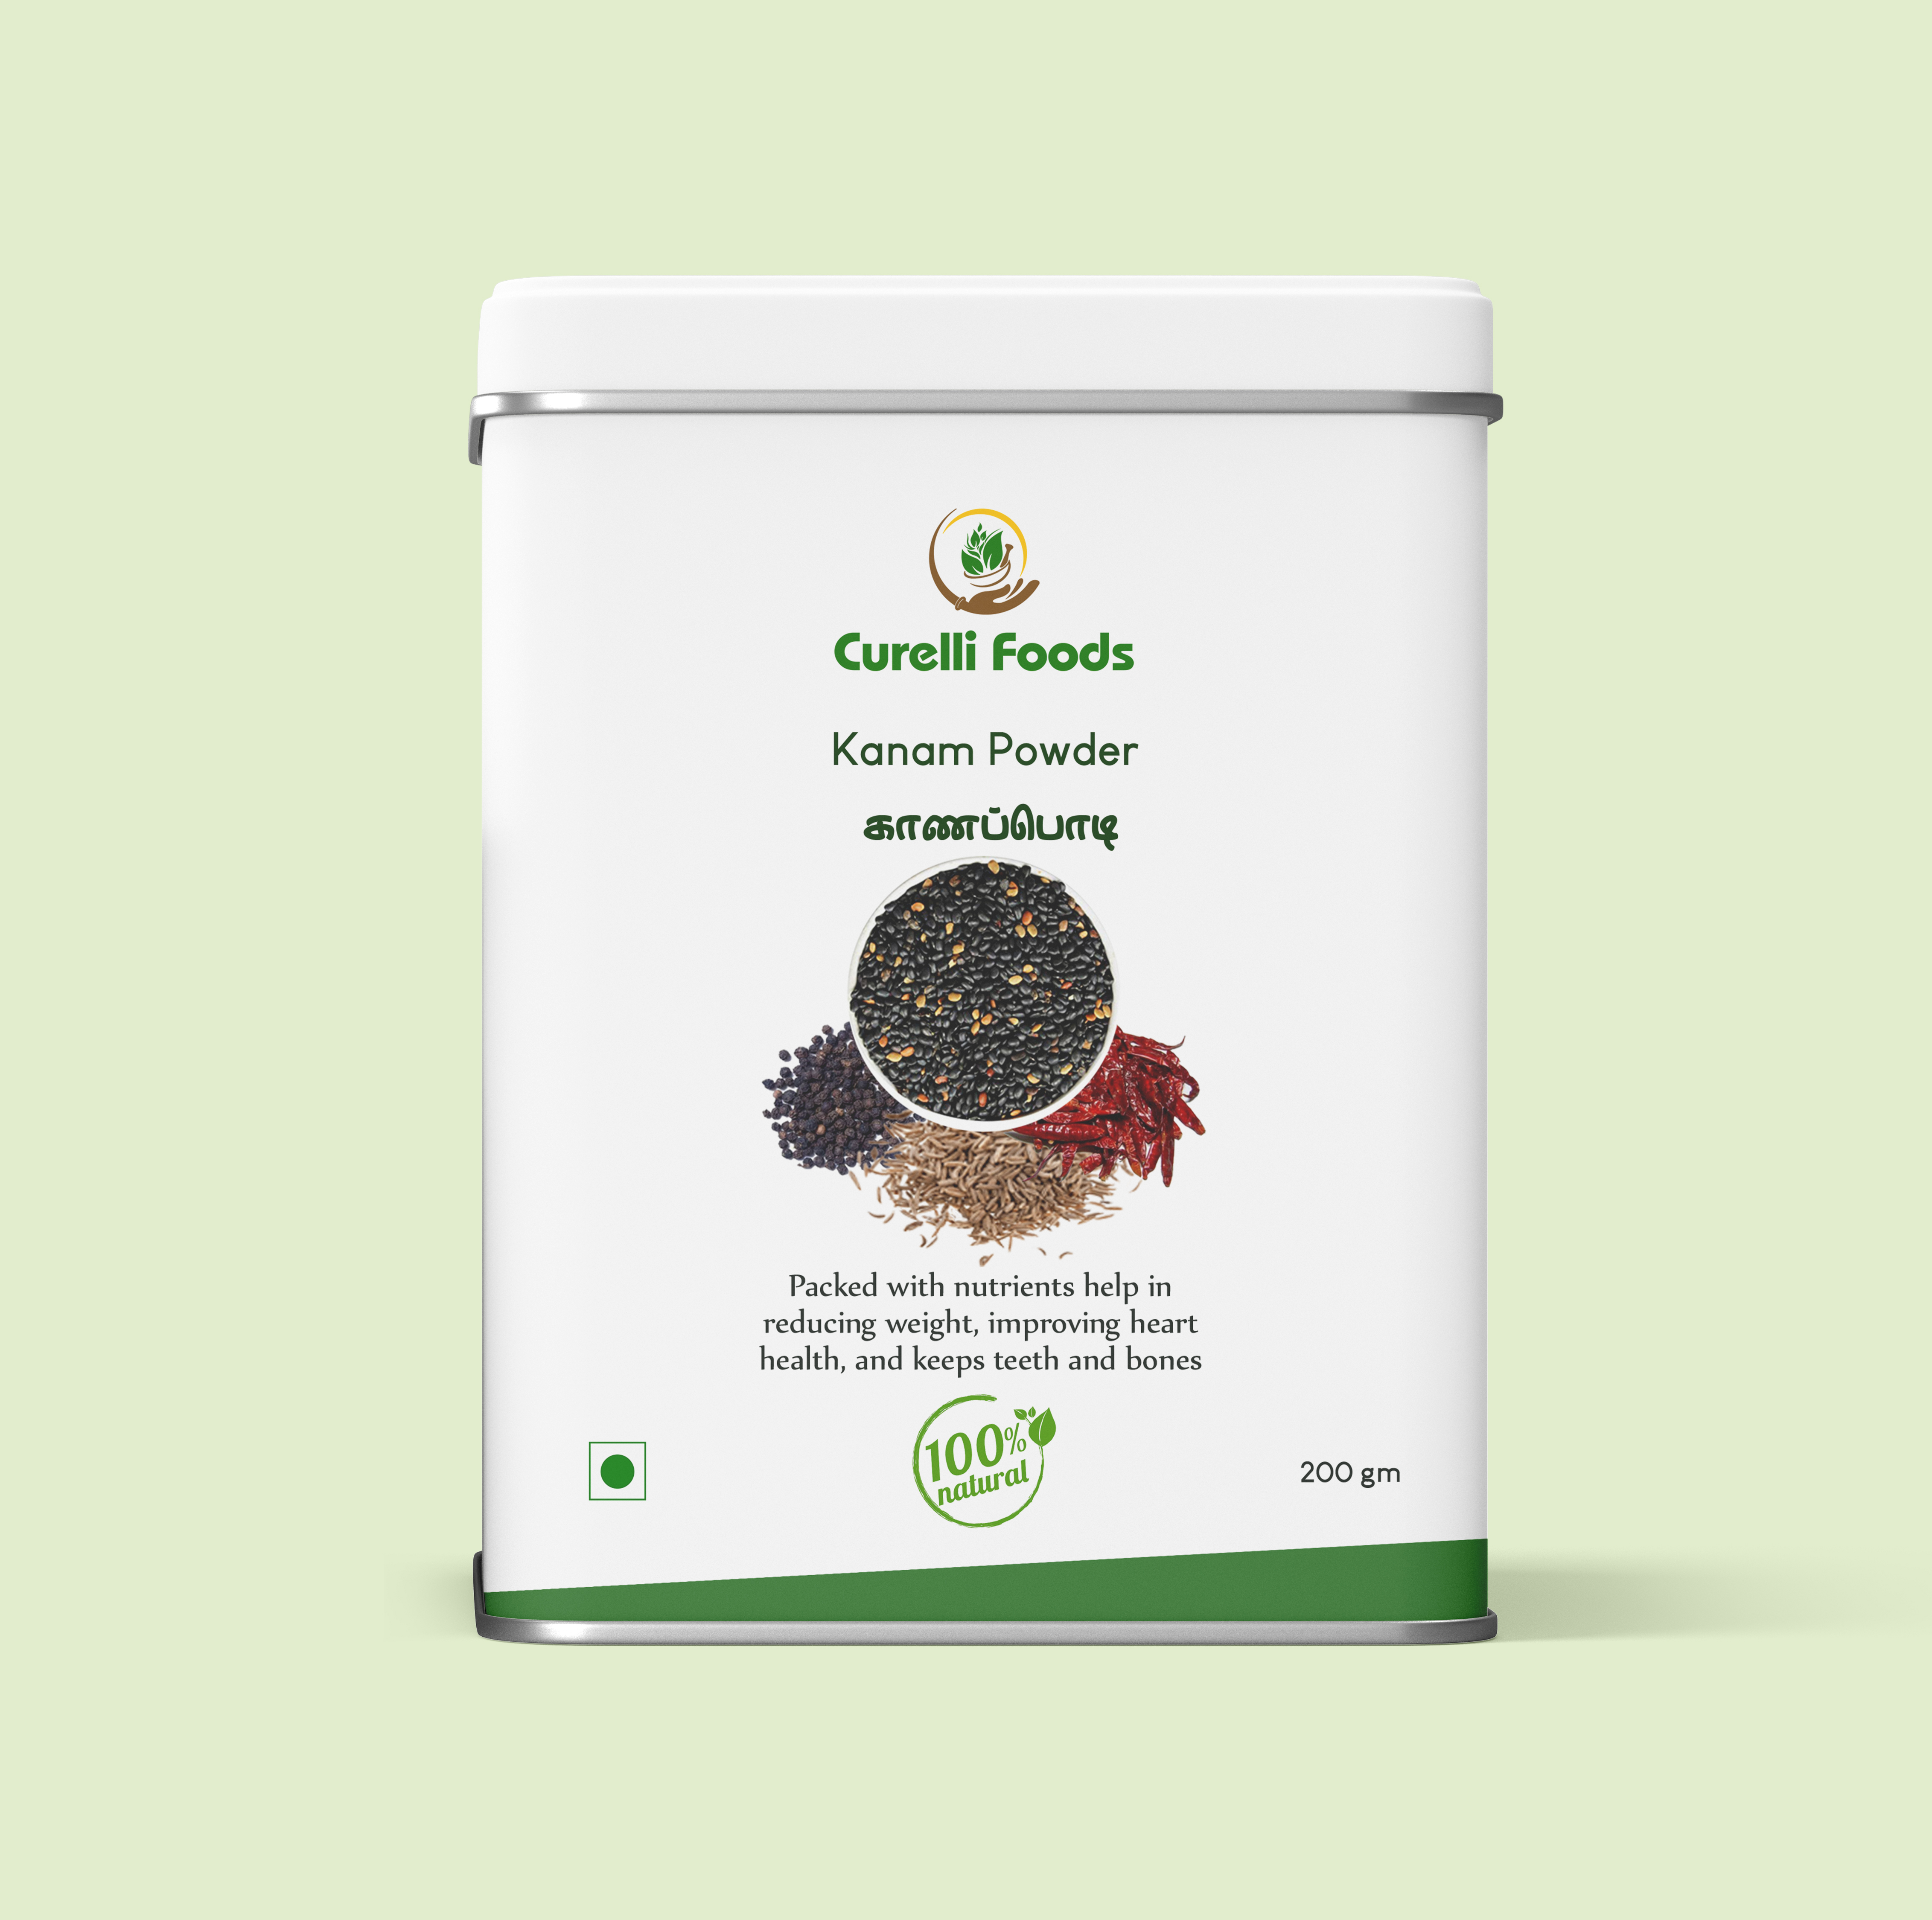 Curelli Foods
Kanam Powder
காணப்பொடி
Packed with nutrients help in
reducing weight, improving heart
health, and keeps teeth and bones
100%
natural
200 gm